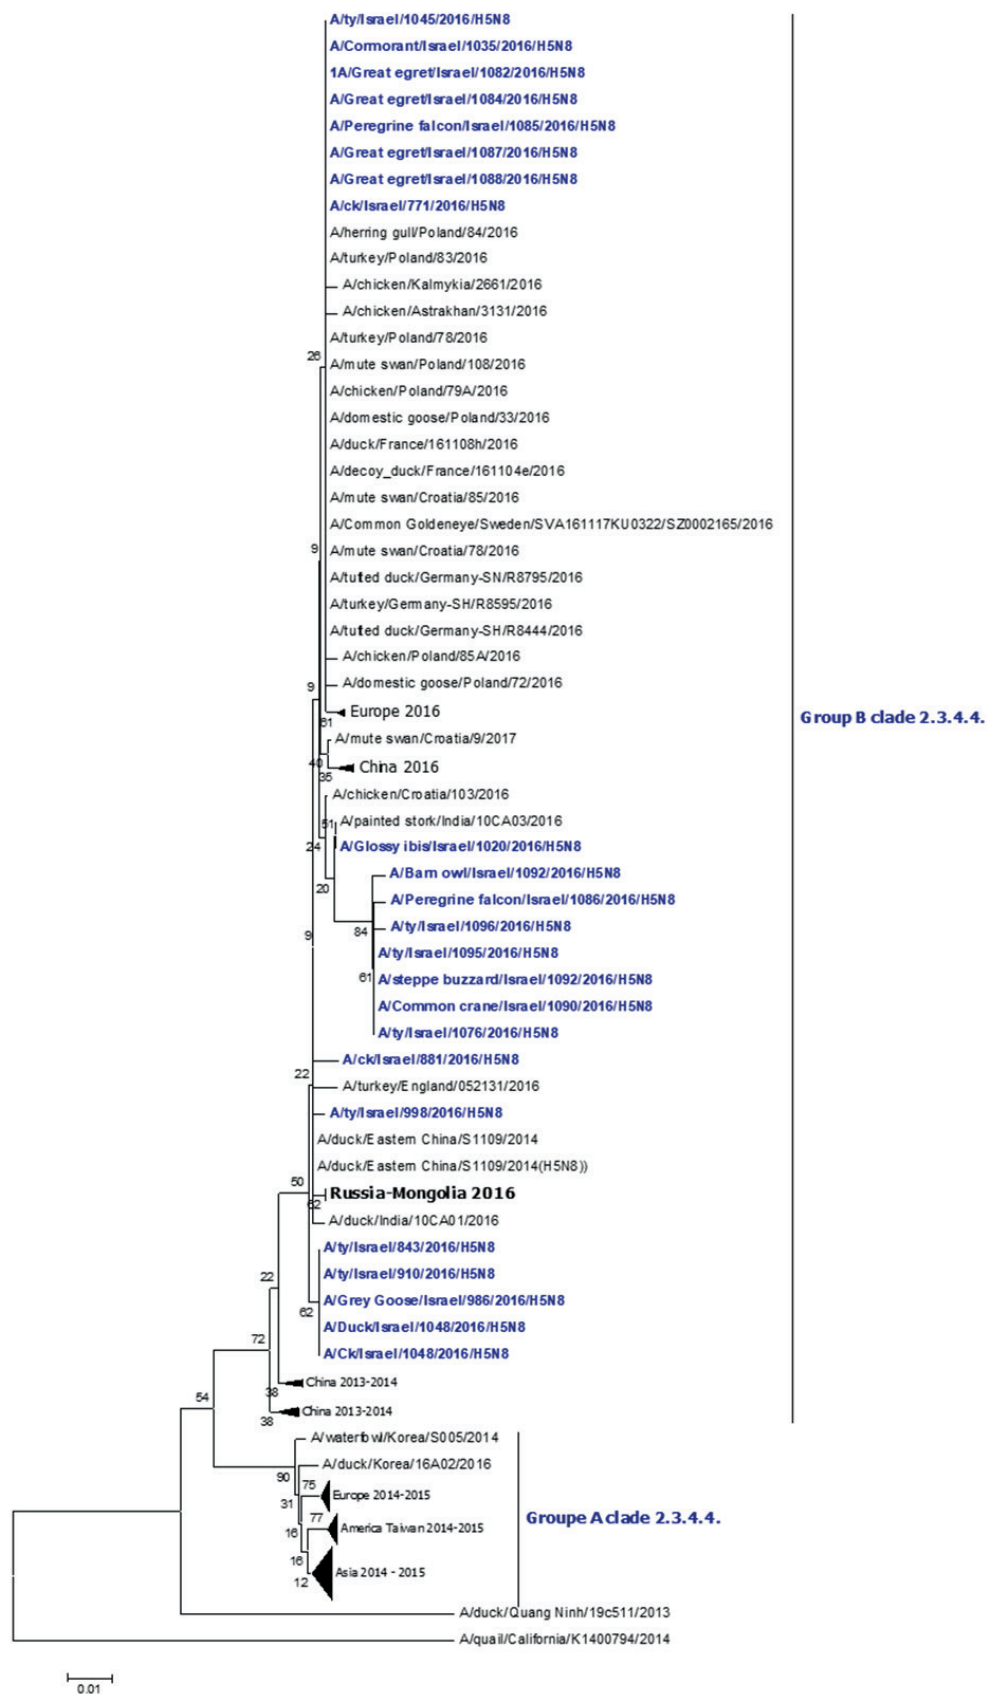 A/ty/Israel/1045/2016/H5N8
A/Cormorant/Israel/1035/2016/H5N8
1A/Great egret/Israel/1082/2016/H5N8
A/Great egret/Israel/1084/2016/H5N8
A/Peregrine falcon/Israel/1085/2016/H5N8
A/Great egret/Israel/1087/2016/H5N8
A/Great egret/Israel/1088/2016/H5N8
A/ck/Israel/771/2016/H5N8
A/herring gull/Poland/84/2016
A/turkey/Poland/83/2016
A/chicken/Kalmykia/2661/2016
A/chicken/Astrakhan/3131/2016
A/turkey/Poland/78/2016
26
A/mute swan/Poland/108/2016
A/chicken/Poland/79A/2016
A/domestic goose/Poland/33/2016
A/duck/France/161108h/2016
A/decoy_duck/France/161104e/2016
A/mute swan/Croatia/85/2016
A/Common Goldeneye/Sweden/SVA161117KU0322/SZ0002165/2016
9
A/mute swan/Croatia/78/2016
A/tufted duck/Germany-SN/R8795/2016
A/turkey/Germany-SH/R8595/2016
A/tufted duck/Germany-SH/R8444/2016
A/chicken/Poland/85A/2016
9
A/domestic goose/Poland/72/2016
Europe 2016
61
Group B clade 2.3.4.4.
A/mute swan/Croatia/9/2017
40
China 2016
35
A/chicken/Croatia/103/2016
51
A/painted stork/India/10CA03/2016
24
A/Glossy ibis/Israel/1020/2016/H5N8
A/Barn owl/Israel/1092/2016/H5N8
20
A/Peregrine falcon/Israel/1086/2016/H5N8
9
84
A/ty/Israel/1096/2016/H5N8
A/ty/Israel/1095/2016/H5N8
61
A/steppe buzzard/Israel/1092/2016/H5N8
A/Common crane/Israel/1090/2016/H5N8
A/ty/Israel/1076/2016/H5N8
A/ck/Israel/881/2016/H5N8
22
A/turkey/England/052131/2016
A/ty/Israel/998/2016/H5N8
A/duck/Eastern China/S1109/2014
A/duck/Eastern China/S1109/2014(H5N8))
50
Russia-Mongolia 2016
62
A/duck/India/10CA01/2016
A/ty/Israel/843/2016/H5N8
22
A/ty/Israel/910/2016/H5N8
A/Grey Goose/Israel/986/2016/H5N8
62
A/Duck/Israel/1048/2016/H5N8
72
A/Ck/Israel/1048/2016/H5N8
China 2013-2014
38
54
China 2013-2014
38
A/waterfowl/Korea/S005/2014
A/duck/Korea/16A02/2016
90
75
Europe 2014-2015
31
77
Groupe A clade 2.3.4.4.
America Taiwan 2014-2015
16
16
Asia 2014 - 2015
12
A/duck/Quang Ninh/19c511/2013
A/quail/California/K1400794/2014
0.01